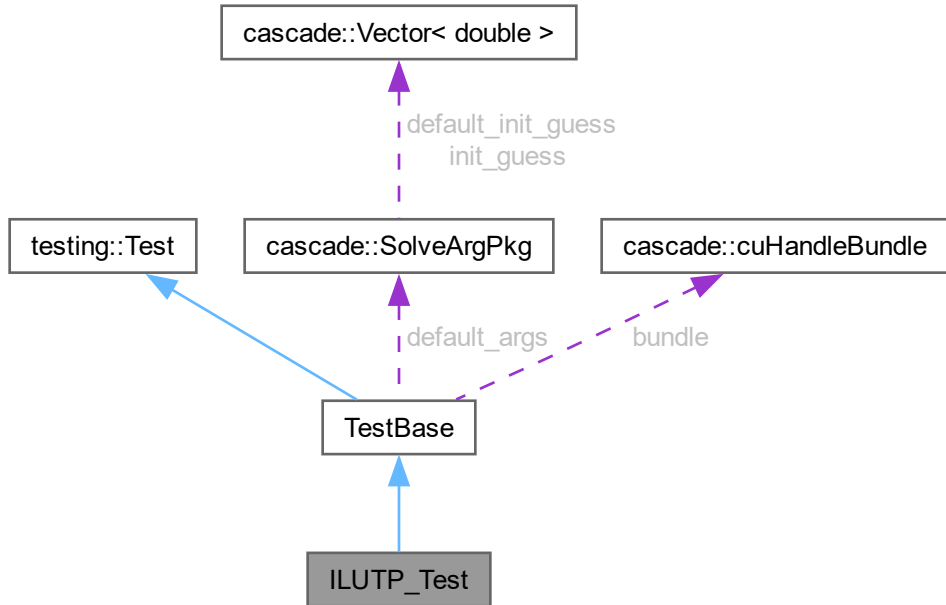 cascade::Vector< double >
default_init_guess
init_guess
testing::Test
cascade::SolveArgPkg
cascade::cuHandleBundle
default_args
bundle
TestBase
ILUTP_Test